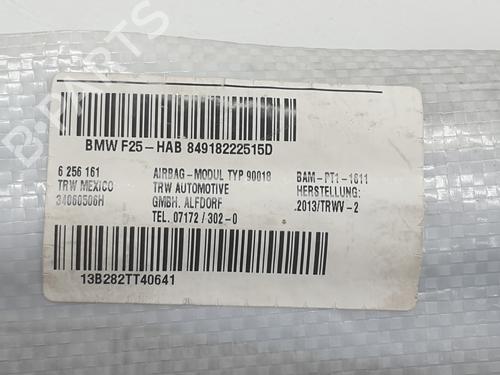 BMW F25-HAB 84918222515D
6 256 161
TRW MEXICO
34060506H
AIRBAG-MODUL TYP 90018
TRW AUTOMOTIVE
GMBH. ALFDORF
TEL. 07172/302-0
BAM-PT1-1611
HERSTELLUNG:
.2013/TRWV-2
13B282TT40641
B-PARTS